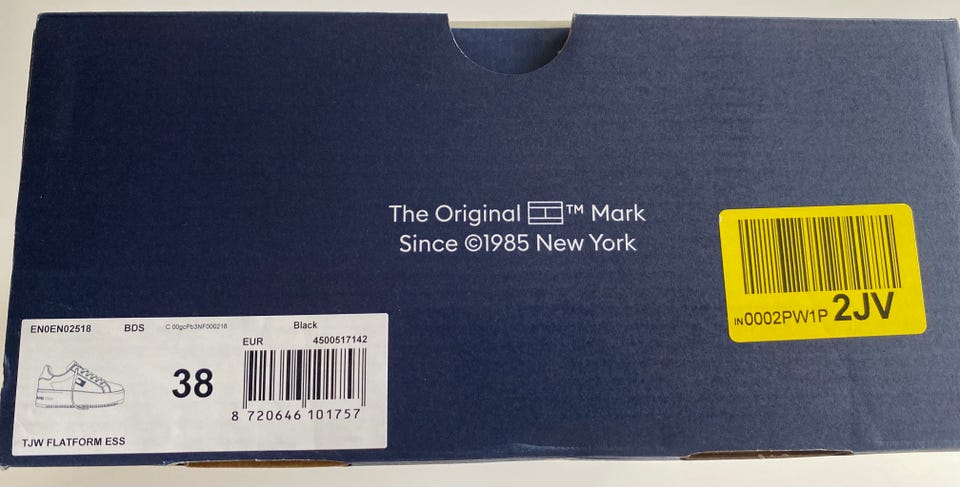 The Original ™ Mark
Since ©1985 New York
IN0002PW1P 2JV
EN0EN02518 BDS C 00gcPb3NF000218 Black
EUR 4500517142
38
8 720646 101757
TJW FLATFORM ESS